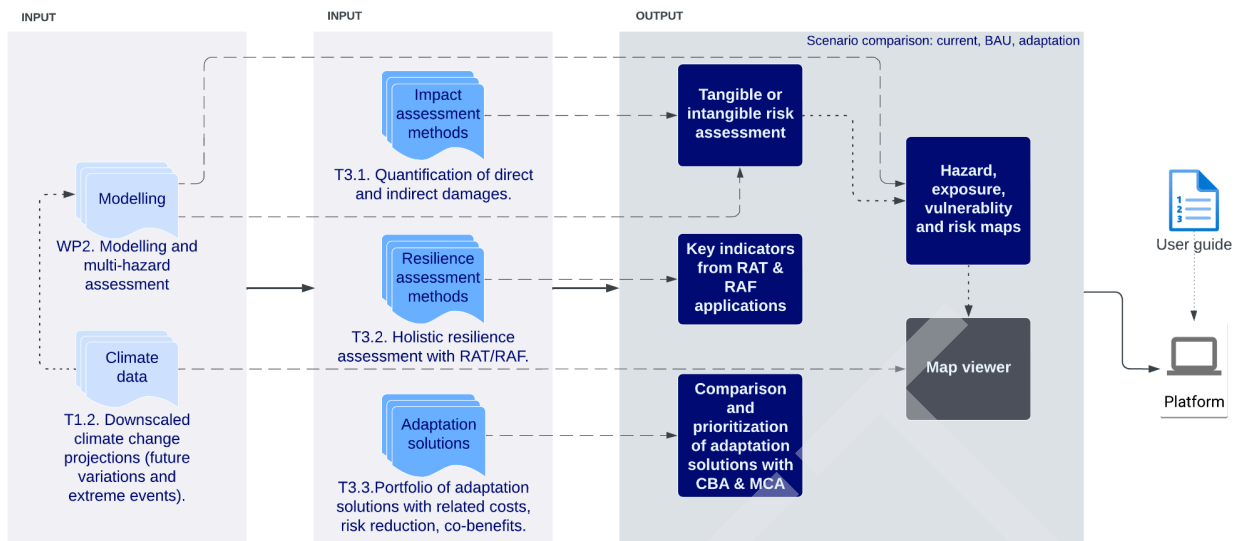 INPUT
INPUT
OUTPUT
Scenario comparison: current, BAU, adaptation
Modelling
WP2. Modelling and
multi-hazard
assessment
Climate
data
T1.2. Downscaled
climate change
projections (future
variations and
extreme events).
Impact
assessment
methods
T3.1. Quantification of direct
and indirect damages.
Resilience
assessment
methods
T3.2. Holistic resilience
assessment with RAT/RAF.
Adaptation
solutions
T3.3.Portfolio of adaptation
solutions with related costs,
risk reduction, co-benefits.
Tangible or
intangible risk
assessment
Key indicators
from RAT &
RAF
applications
Comparison
and
prioritization
of adaptation
solutions with
CBA & MCA
Hazard,
exposure,
vulnerablity
and risk maps
Map viewer
1
2
3
User guide
Platform